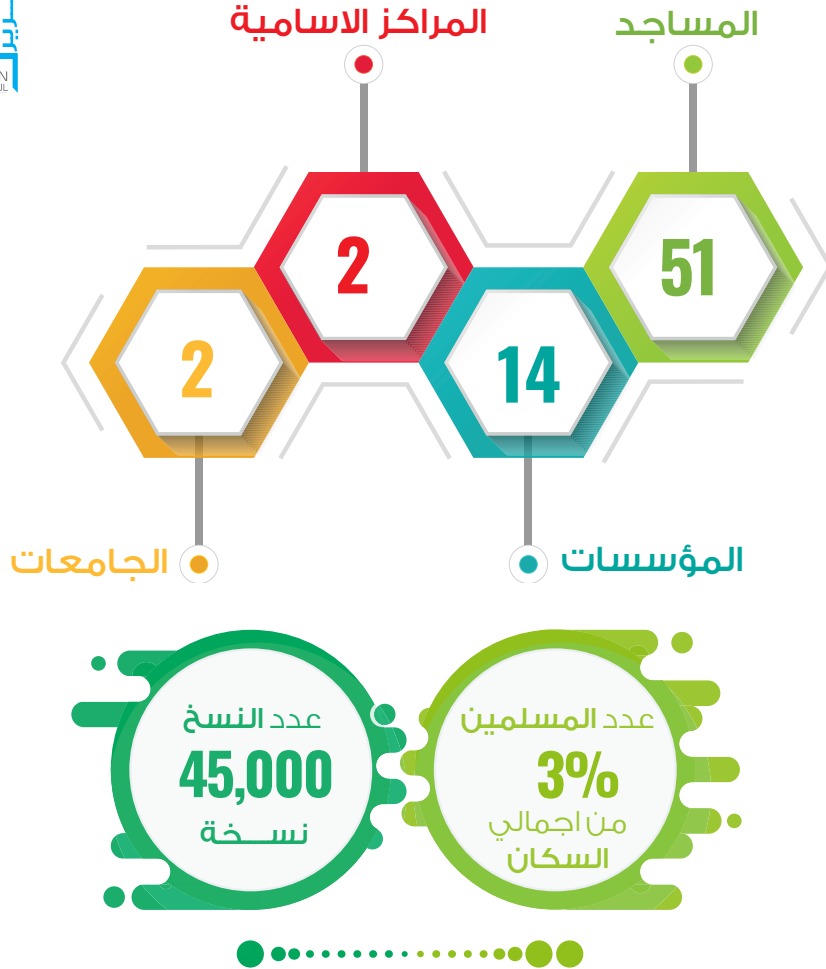 المساجد
المراكز الاسامية
51
2
14
2
المؤسسات
الجامعات
عدد المسلمين
3%
من اجمالي
السكان
عدد النسخ
45,000
نسـخة